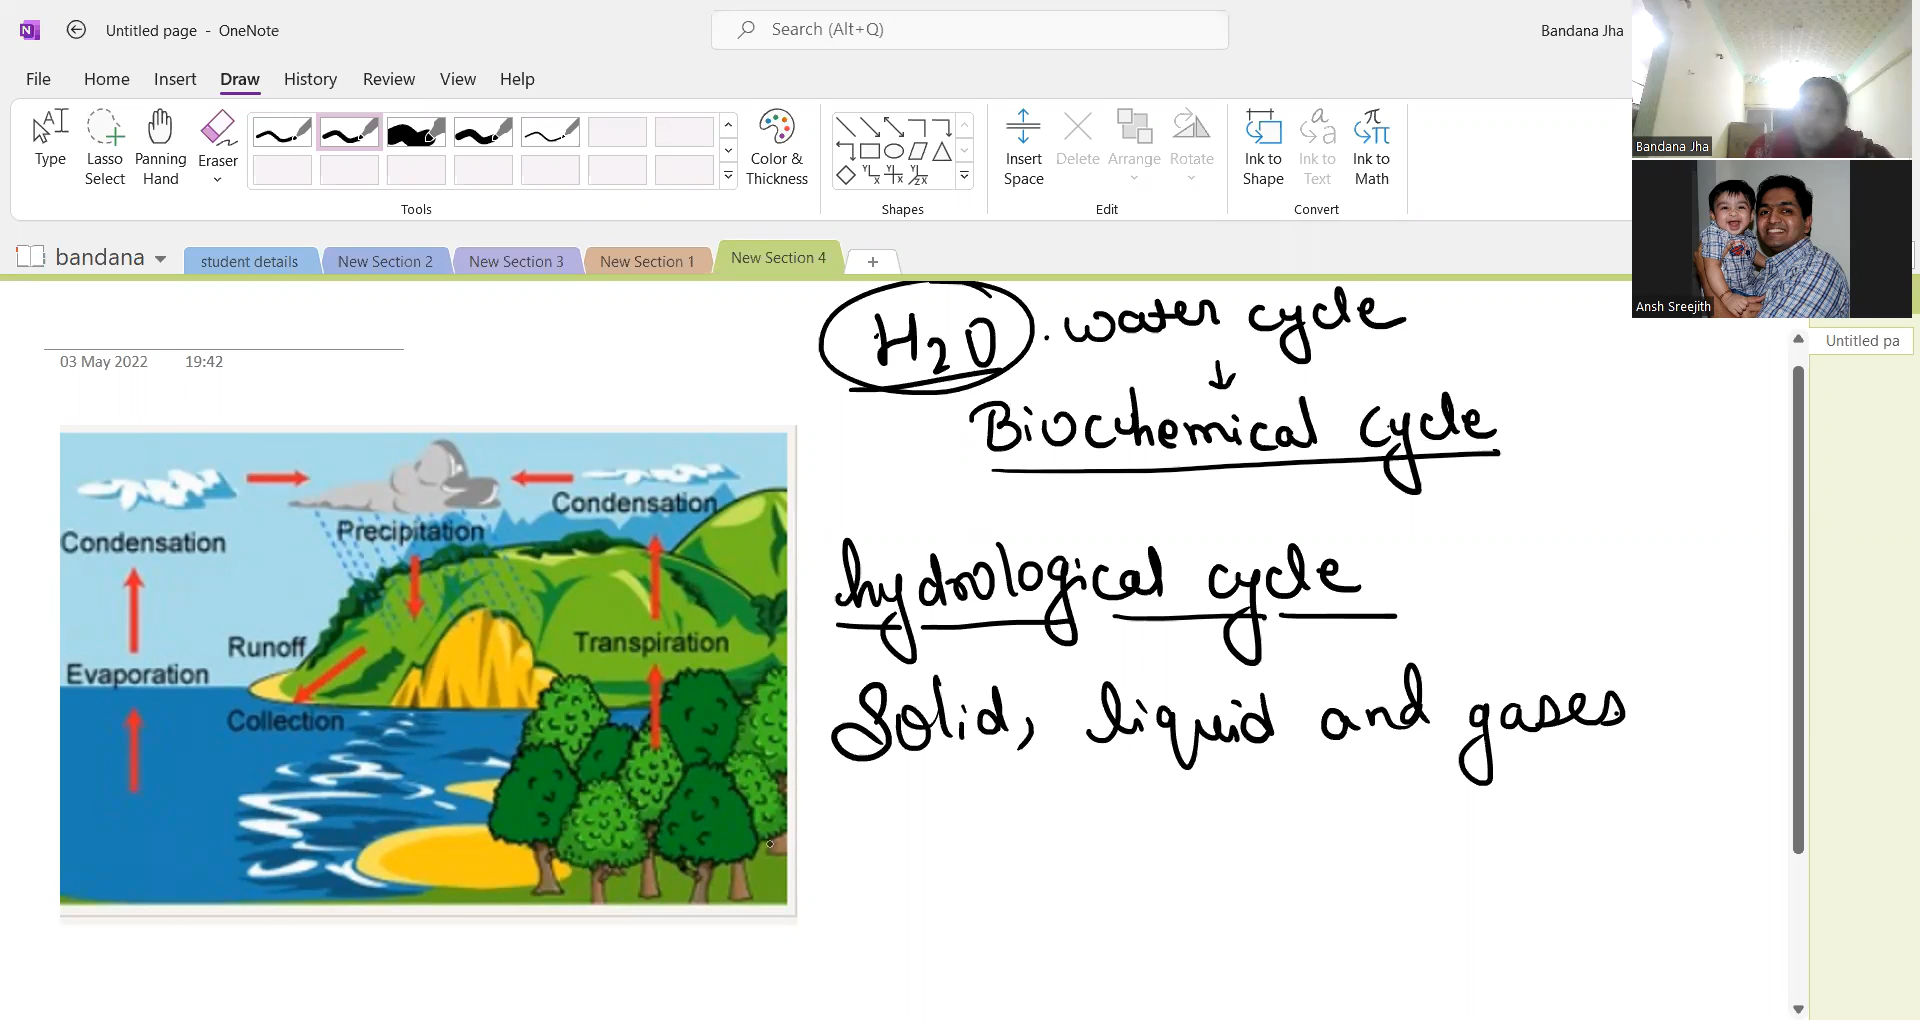 Untitled page - OneNote
Search (Alt+Q)
Bandana Jha
File Home Insert Draw History Review View Help
Type
Lasso Select
Panning Hand
Eraser
Color & Thickness
Insert Space
Delete
Arrange
Rotate
Ink to Shape
Ink to Text
Ink to Math
Tools
Shapes
Edit
Convert
Bandana Jha
Ansh Sreejith
bandana
student details
New Section 2
New Section 3
New Section 1
New Section 4
Untitled pa
03 May 2022 19:42
H2O . water cycle
↓
Biochemical cycle
hydrological cycle
Solid, liquid and gases
Condensation
Precipitation
Condensation
Runoff
Transpiration
Evaporation
Collection